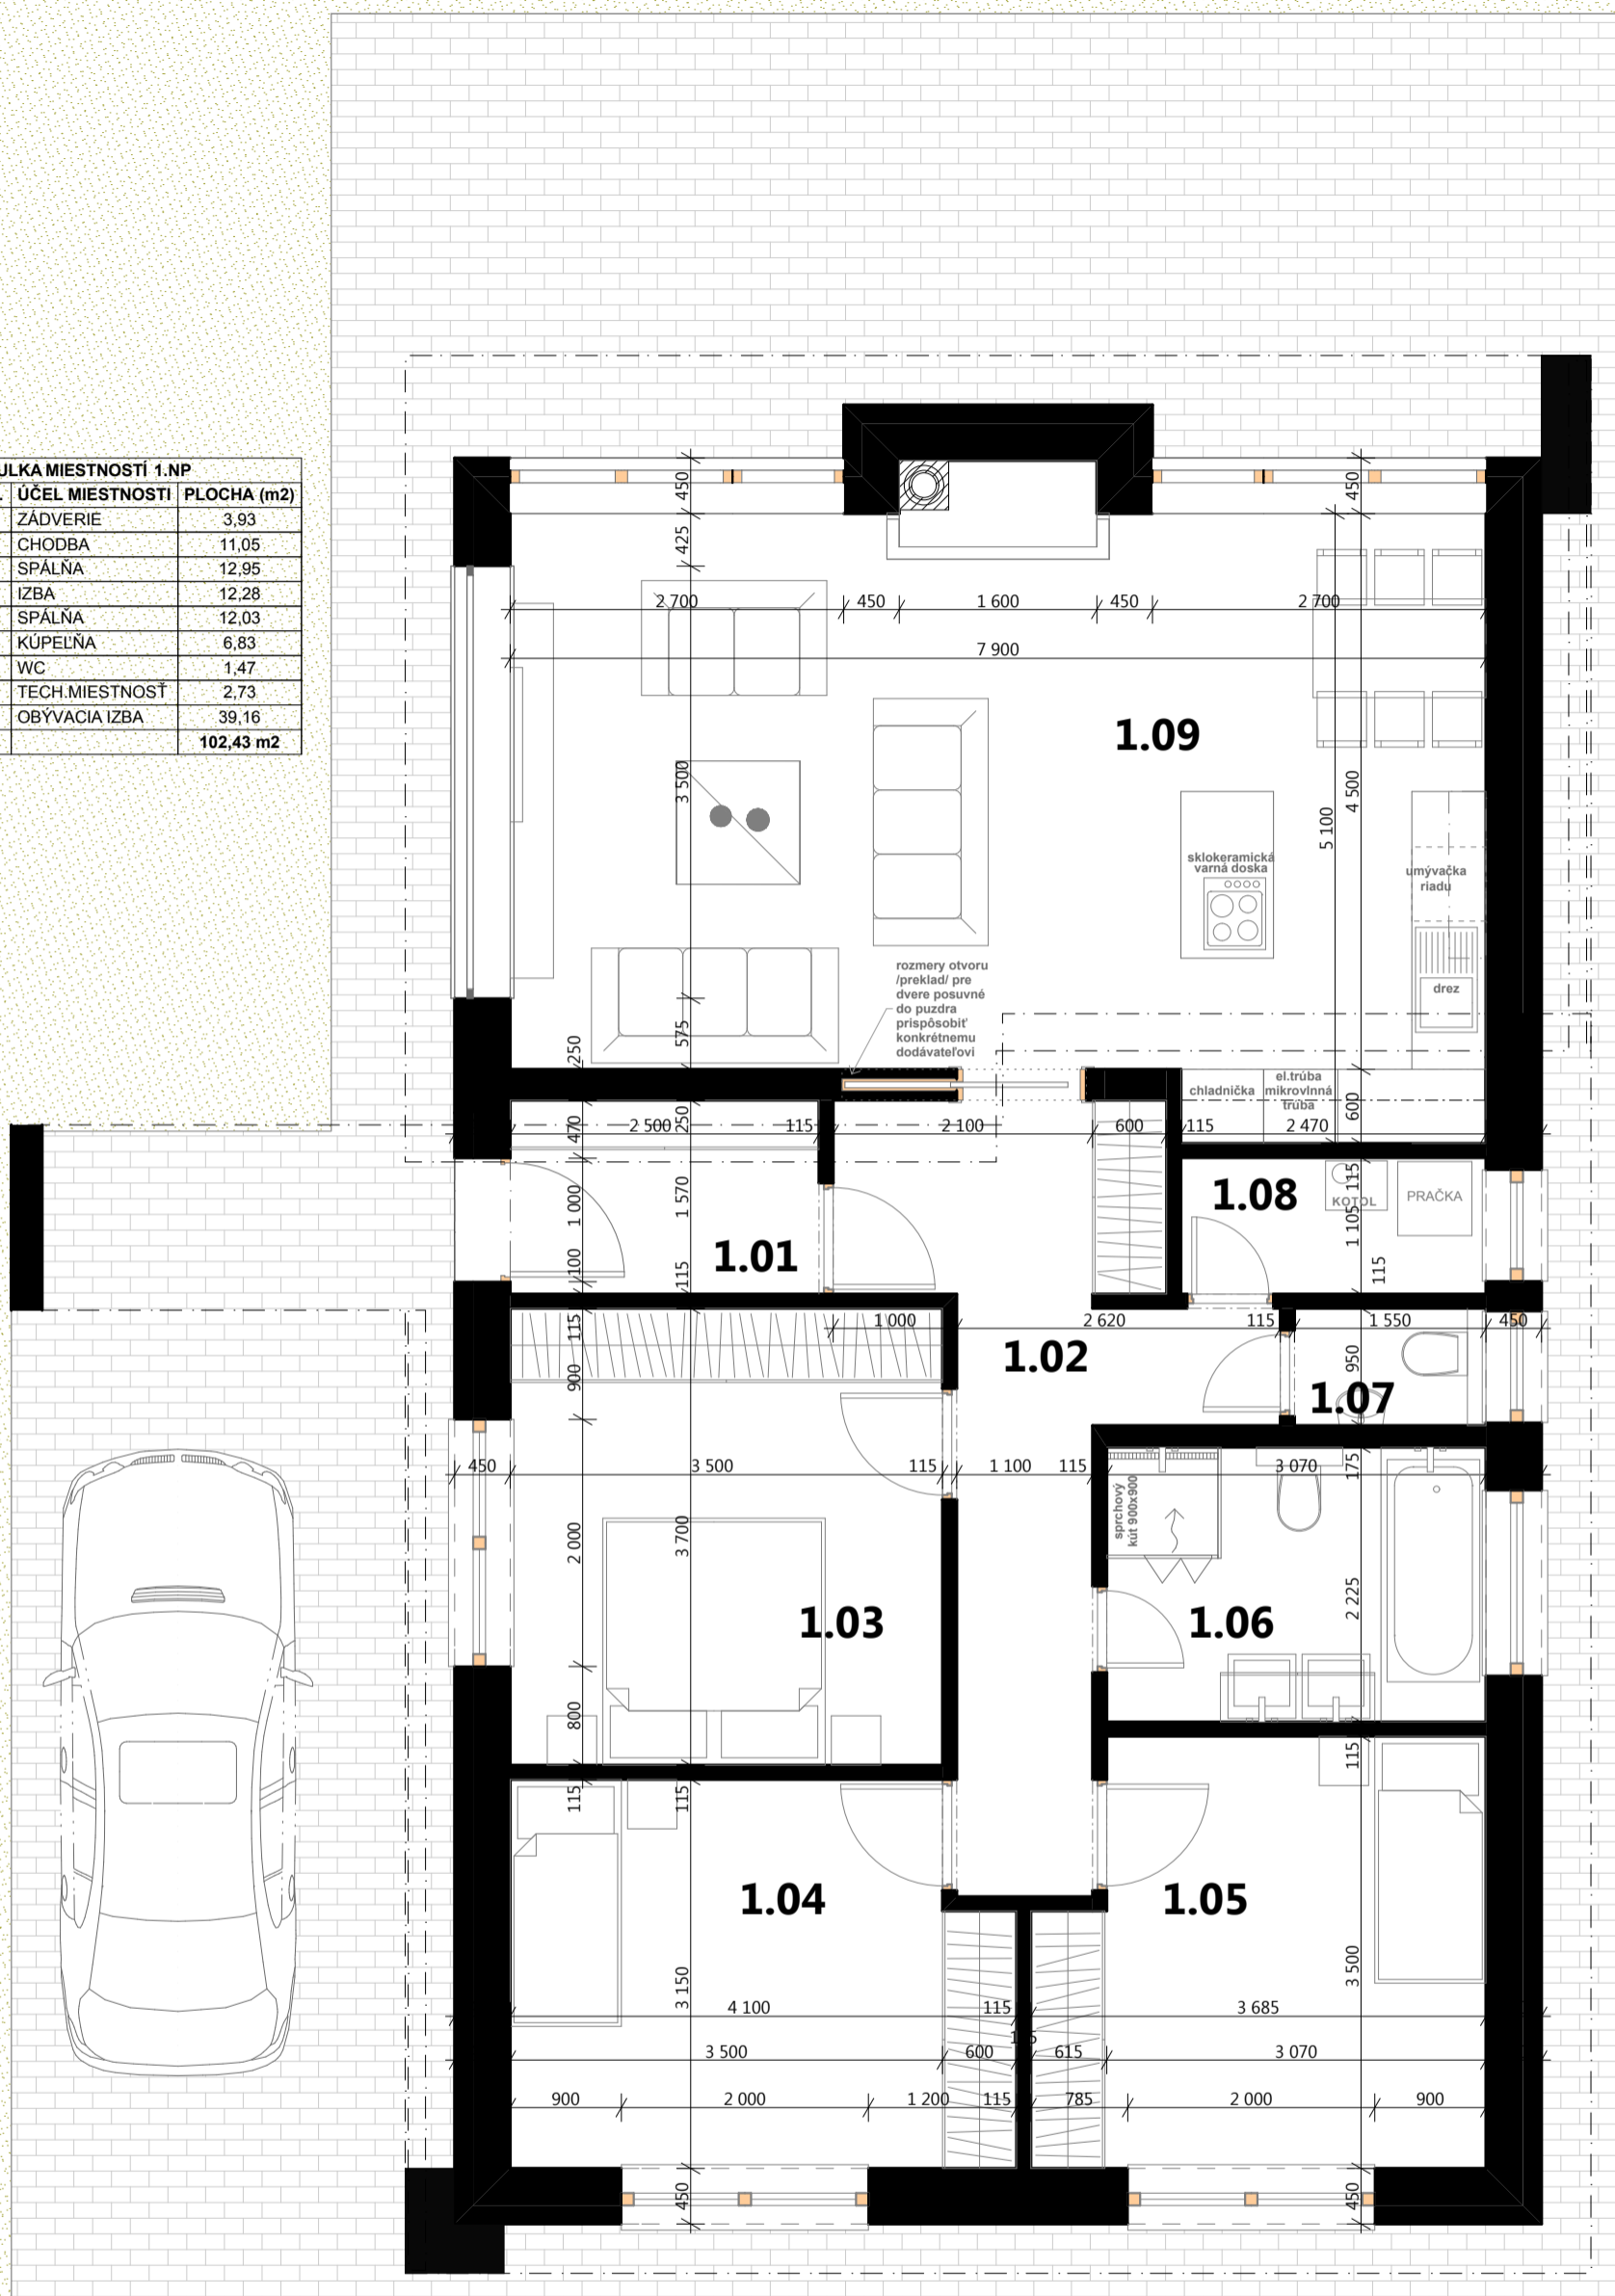 ULKA MIESTNOSTÍ 1.NP
. ÚČEL MIESTNOSTI PLOCHA (m2)
ZÁDVERIE 3,93
CHODBA 11,05
SPÁLŇA 12,95
IZBA 12,28
SPÁLŇA 12,03
KÚPEĽŇA 6,83
WC 1,47
TECH.MIESTNOSŤ 2,73
OBÝVACIA IZBA 39,16
102,43 m2
450
450
425
2 700 450 1 600 450 2 700
7 900
1.09
3 500
4 500
5 100
sklokeramická
varná doska
umývačka
riadu
drez
rozmery otvoru
/preklad/ pre
dvere posuvné
do puzdra
prispôsobiť
konkrétnemu
dodávateľovi
575
250
chladnička
el.trúba
mikrovlnná
trúba
600
470
250
2 500 115 2 100 600 115 2 470
1 000
1 570
100
115
1.01
1.08
KOTOL
PRAČKA
115
1 105
115
115
1 000 2 620 115 1 550 450
900
1.02
950
1.07
450 3 500 115 1 100 115 3 070
175
sprchový
kút 900x900
2 000
3 700
1.03
1.06
2 225
800
115
115
115
1.04
1.05
3 150
3 500
4 100 115 3 685
3 500 600 615 3 070
900 2 000 1 200 115 785 2 000 900
450
450